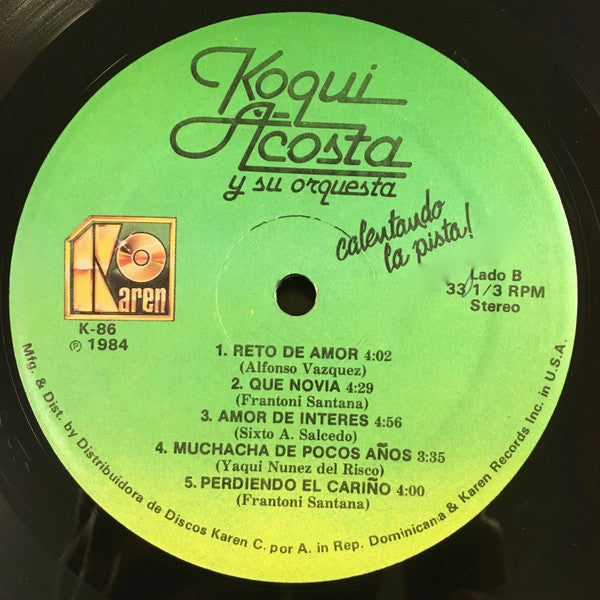 Koqui
Acosta
y su orquesta
calentando
la pista!
Karen
K-86
℗ 1984
Lado B
33 1/3 RPM
Stereo
1. RETO DE AMOR 4:02
(Alfonso Vazquez)
2. QUE NOVIA 4:29
(Frantoni Santana)
3. AMOR DE INTERES 4:56
(Sixto A. Salcedo)
4. MUCHACHA DE POCOS AÑOS 3:35
(Yaqui Nunez del Risco)
5. PERDIENDO EL CARIÑO 4:00
(Frantoni Santana)
Mfg. & Dist. by Distribuidora de Discos Karen C. por A. in Rep. Dominicana & Karen Records Inc. in U.S.A.